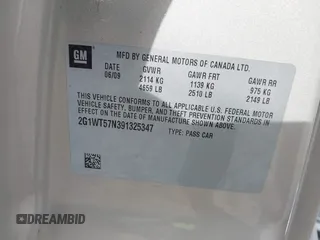 GM
MFD BY GENERAL MOTORS OF CANADA LTD.
DATE GVWR GAWR FRT GAWR RR
06/09 2114 KG 1139 KG 975 KG
4659 LB 2510 LB 2149 LB
THIS VEHICLE CONFORMS TO ALL APPLICABLE U.S. FEDERAL MOTOR
VEHICLE SAFETY, BUMPER, AND THEFT PREVENTION STANDARDS
IN EFFECT ON THE DATE OF MANUFACTURE SHOWN ABOVE.
2G1WT57N391325347 TYPE: PASS CAR
DREAMBID